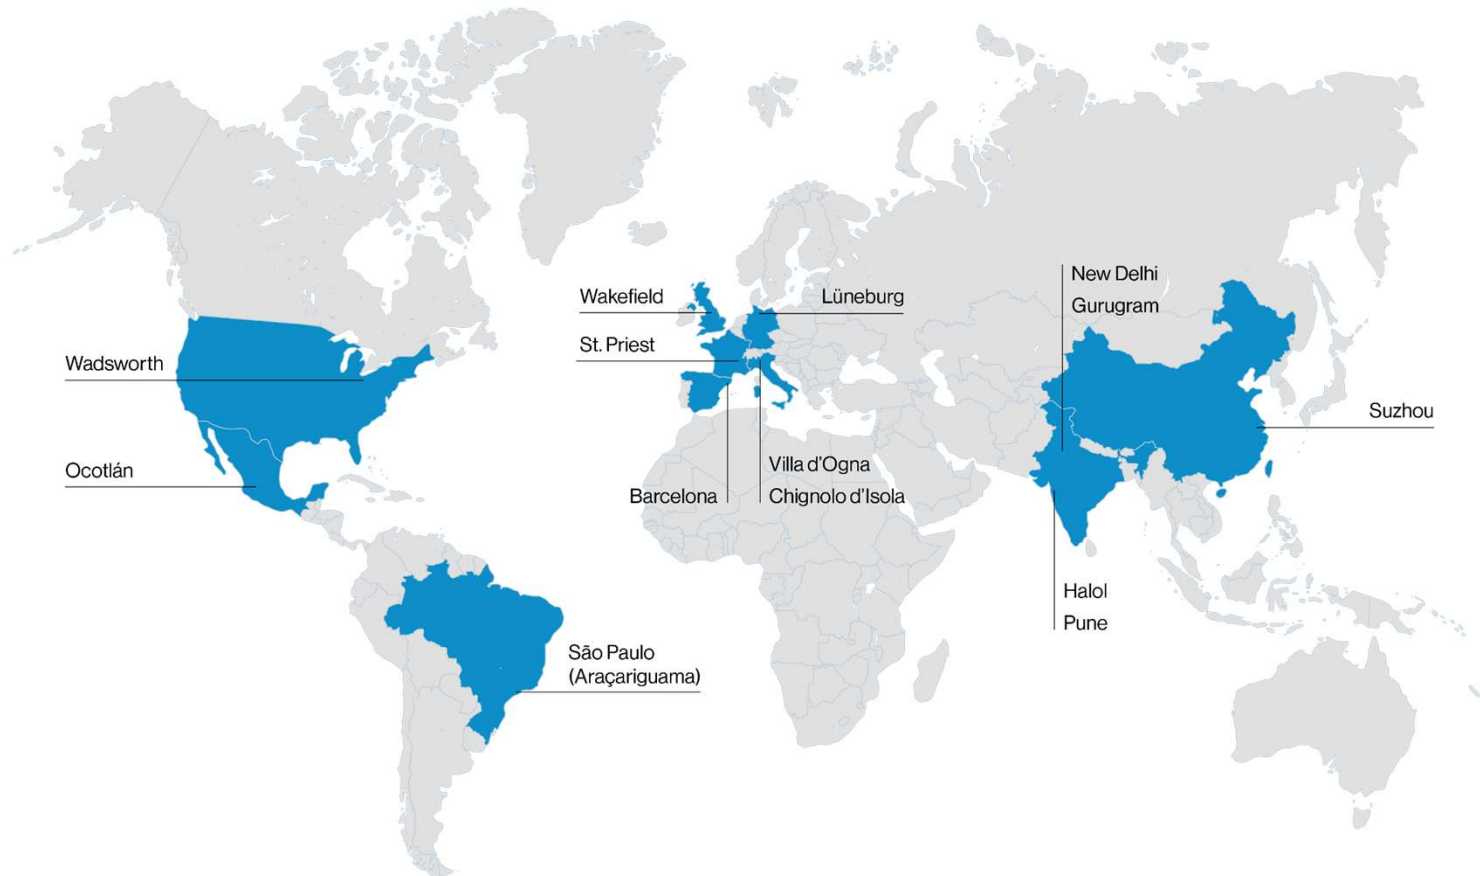 New Delhi
Gurugram
Wakefield
Lüneburg
St. Priest
Wadsworth
Suzhou
Ocotlán
Villa d'Ogna
Barcelona
Chignolo d'Isola
Halol
Pune
São Paulo
(Araçariguama)